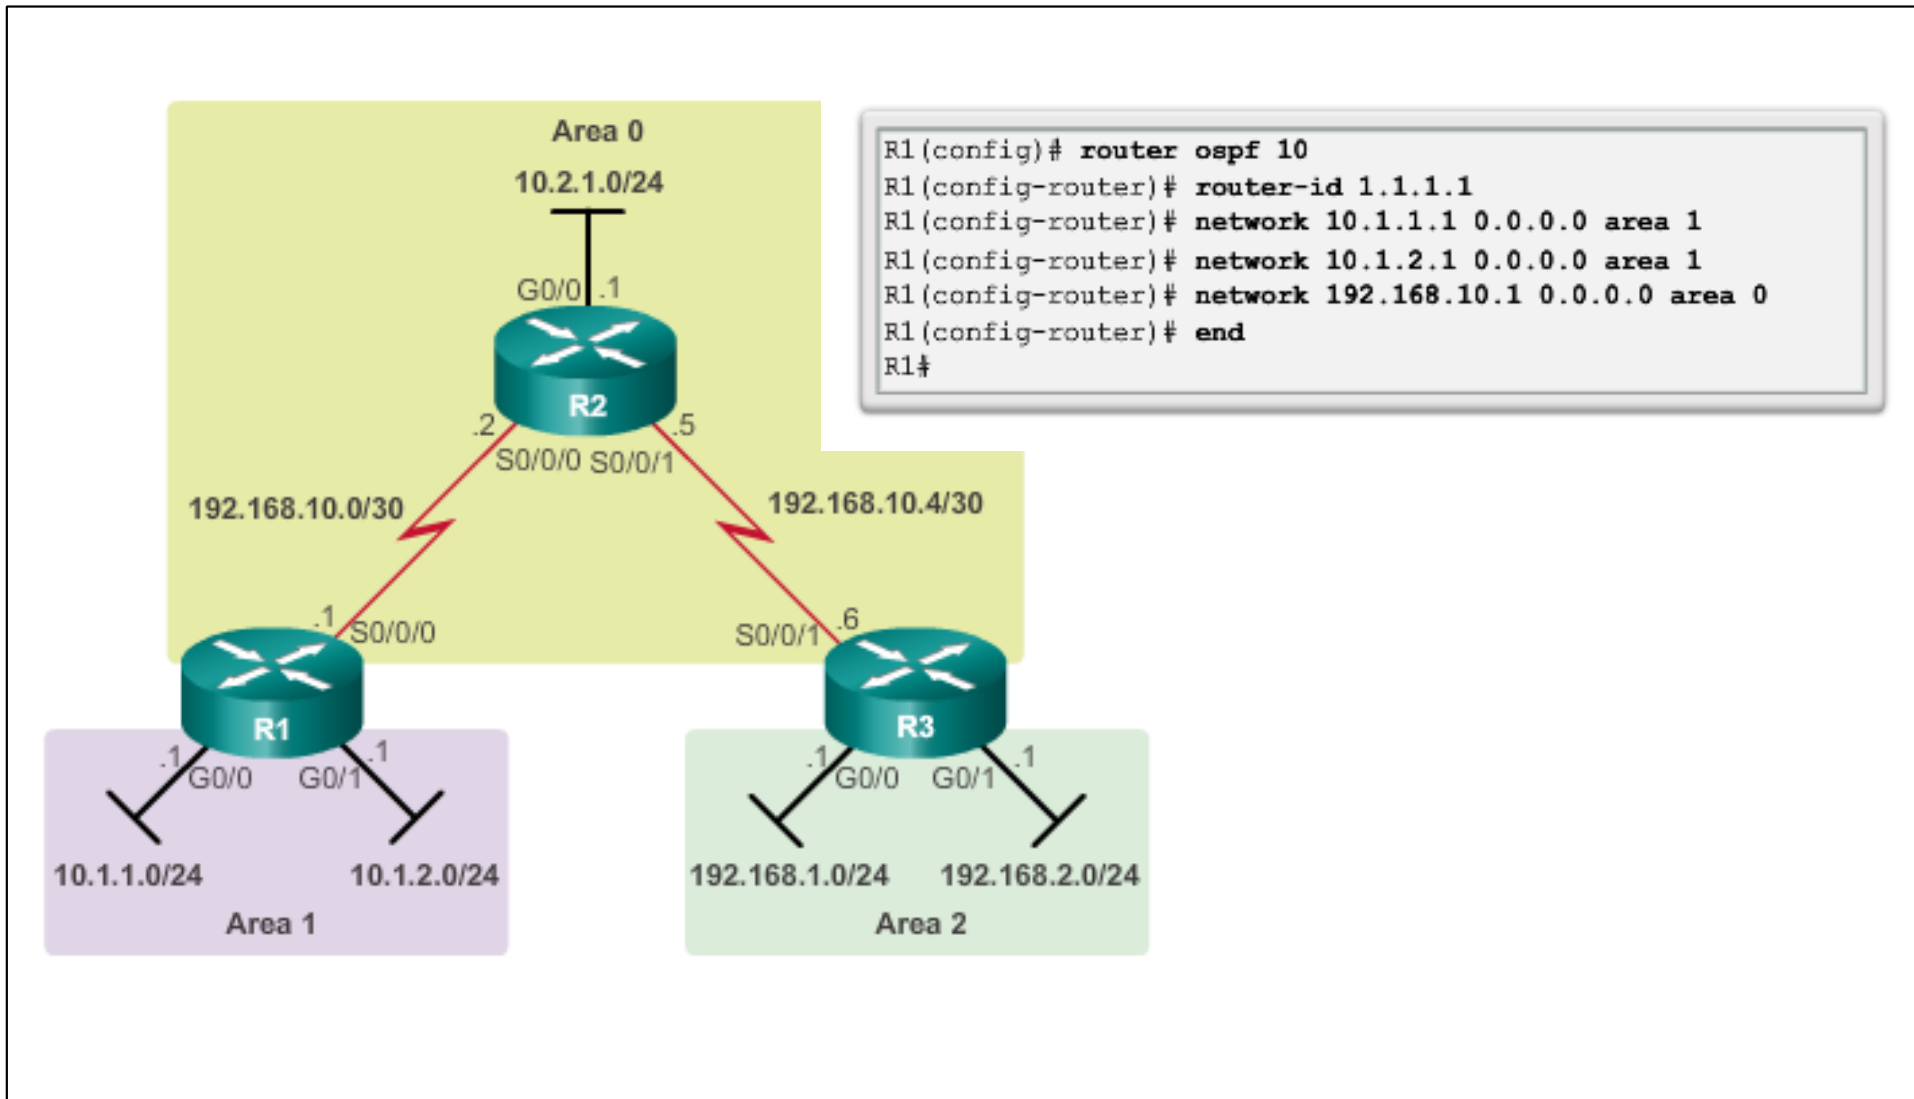 Area 0
10.2.1.0/24
G0/0 .1
R2
.2 .5
S0/0/0 S0/0/1
192.168.10.0/30 192.168.10.4/30
.1 S0/0/0
S0/0/1 .6
R1
.1 G0/0 G0/1 .1
10.1.1.0/24 10.1.2.0/24
Area 1
R3
.1 G0/0 G0/1 .1
192.168.1.0/24 192.168.2.0/24
Area 2
R1(config)# router ospf 10
R1(config-router)# router-id 1.1.1.1
R1(config-router)# network 10.1.1.1 0.0.0.0 area 1
R1(config-router)# network 10.1.2.1 0.0.0.0 area 1
R1(config-router)# network 192.168.10.1 0.0.0.0 area 0
R1(config-router)# end
R1#